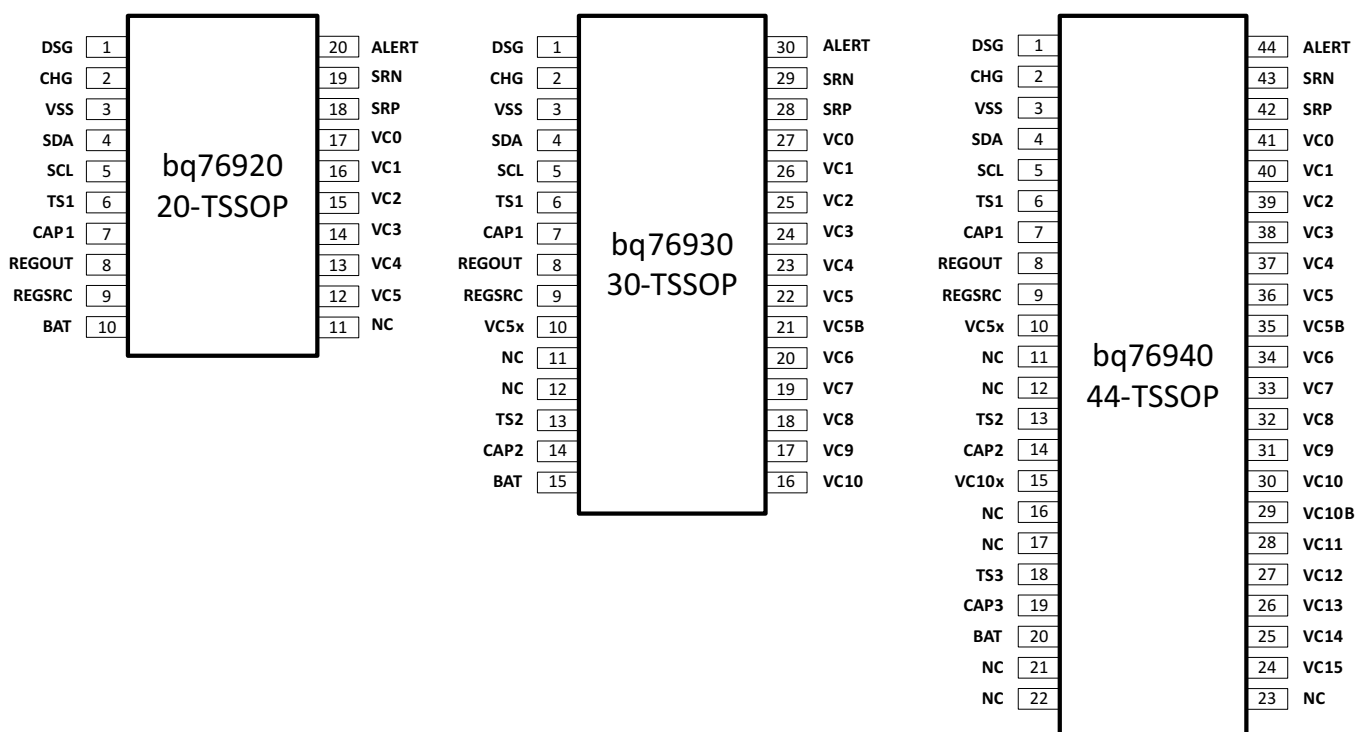 DSG 1 20 ALERT
CHG 2 19 SRN
VSS 3 18 SRP
SDA 4 17 VC0
SCL 5 16 VC1
TS1 6 15 VC2
CAP1 7 14 VC3
REGOUT 8 13 VC4
REGSRC 9 12 VC5
BAT 10 11 NC
bq76920
20-TSSOP
DSG 1 30 ALERT
CHG 2 29 SRN
VSS 3 28 SRP
SDA 4 27 VC0
SCL 5 26 VC1
TS1 6 25 VC2
CAP1 7 24 VC3
REGOUT 8 23 VC4
REGSRC 9 22 VC5
VC5x 10 21 VC5B
NC 11 20 VC6
NC 12 19 VC7
TS2 13 18 VC8
CAP2 14 17 VC9
BAT 15 16 VC10
bq76930
30-TSSOP
DSG 1 44 ALERT
CHG 2 43 SRN
VSS 3 42 SRP
SDA 4 41 VC0
SCL 5 40 VC1
TS1 6 39 VC2
CAP1 7 38 VC3
REGOUT 8 37 VC4
REGSRC 9 36 VC5
VC5x 10 35 VC5B
NC 11 34 VC6
NC 12 33 VC7
TS2 13 32 VC8
CAP2 14 31 VC9
VC10x 15 30 VC10
NC 16 29 VC10B
NC 17 28 VC11
TS3 18 27 VC12
CAP3 19 26 VC13
BAT 20 25 VC14
NC 21 24 VC15
NC 22 23 NC
bq76940
44-TSSOP